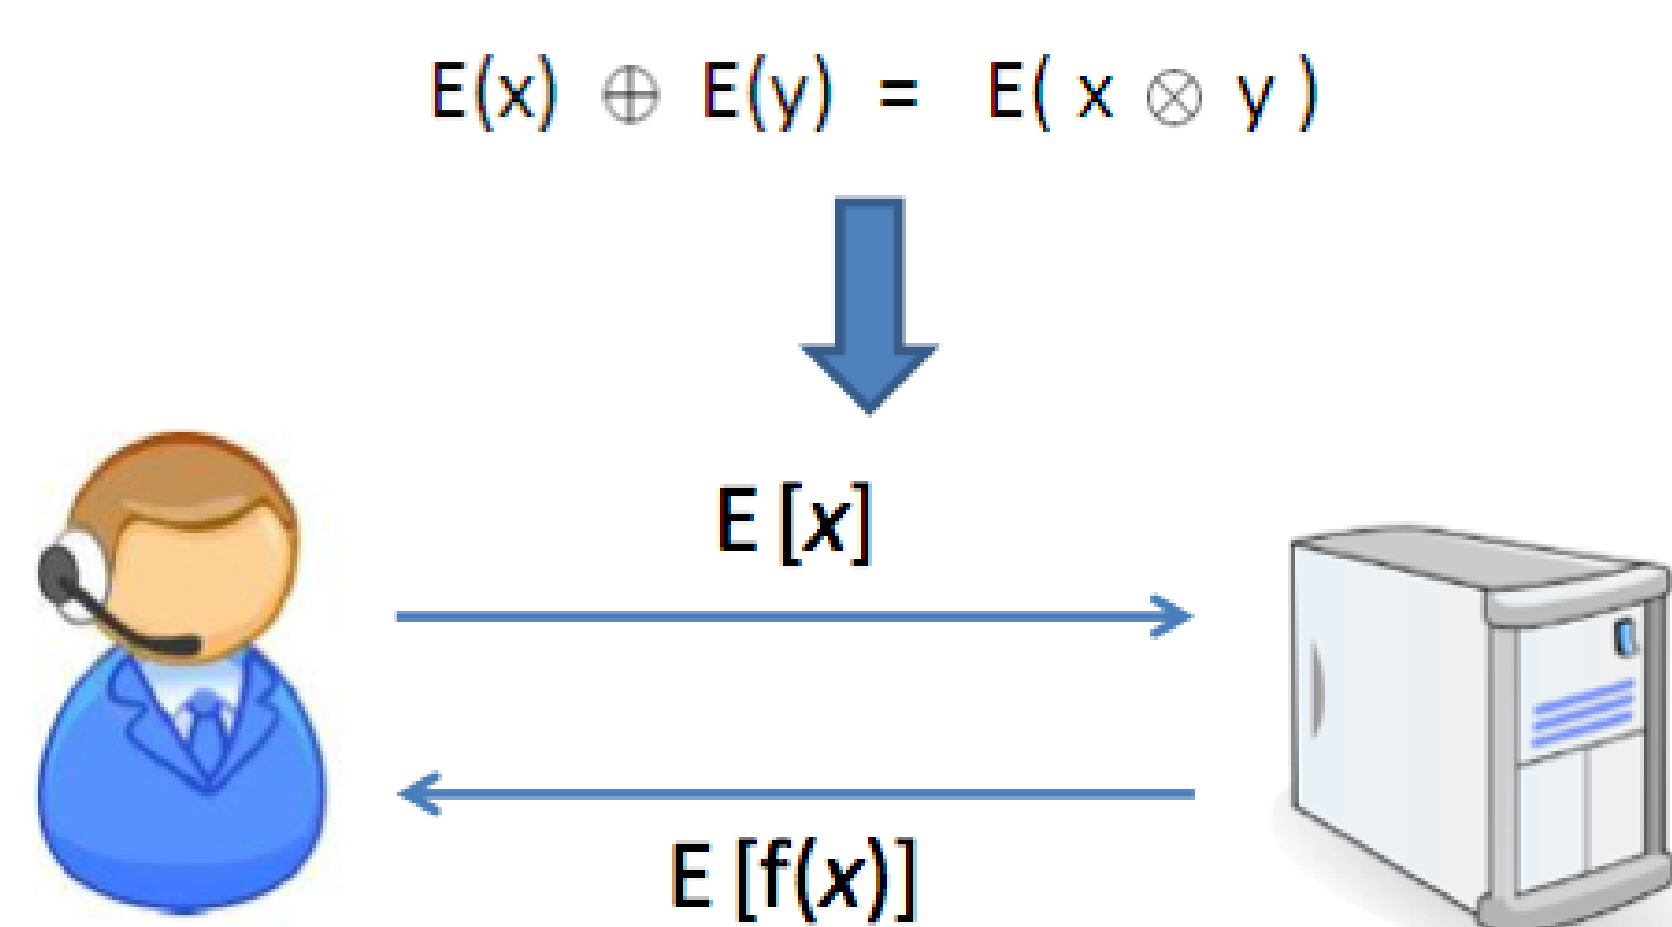 E(x) ⊕ E(y) = E( x ⊗ y )
E [x]
E [f(x)]